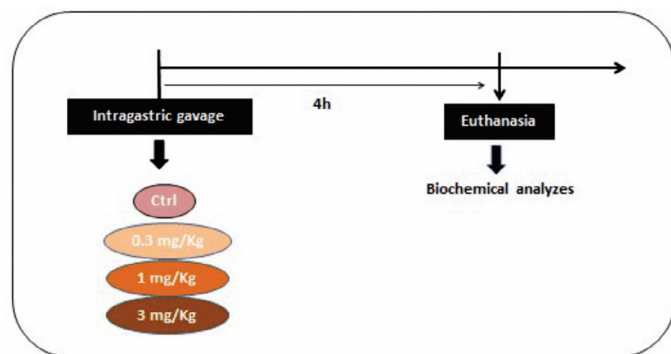 4h
Intragastric gavage
Euthanasia
Biochemical analyzes
Ctrl
0.3 mg/Kg
1 mg/Kg
3 mg/Kg